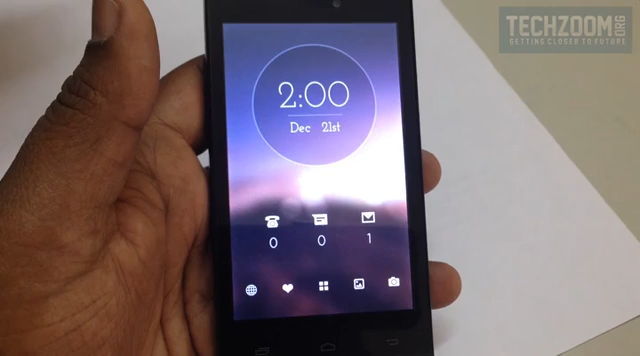 TECHZOOM.ORG
GETTING CLOSER TO FUTURE
2:00
Dec 21st
0 0 1